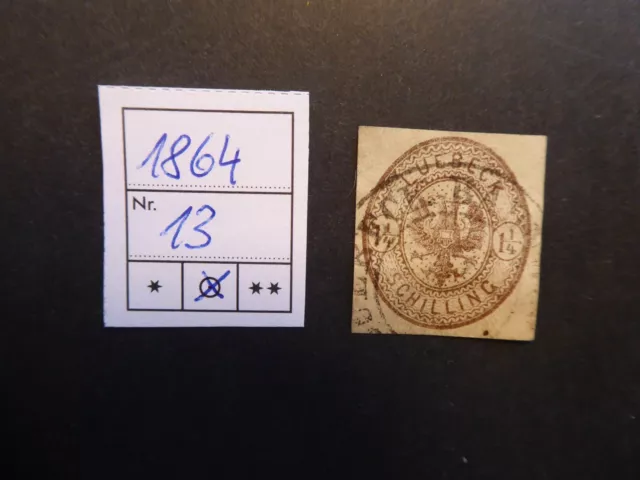 1864
Nr.
13
* ⊙ **
LUEBECK
1¼
SCHILLING